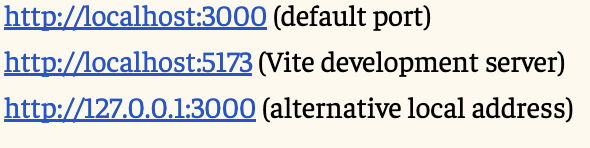 http://localhost:3000 (default port)
http://localhost:5173 (Vite development server)
http://127.0.0.1:3000 (alternative local address)